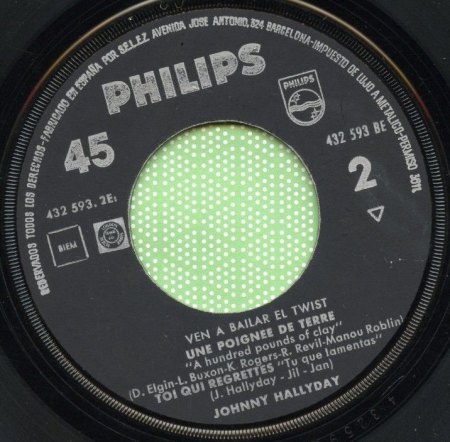 RESERVADOS TODOS LOS DERECHOS-FABRICADO EN ESPAÑA POR S.E.L.E.Z. AVENIDA JOSE ANTONIO, 824 BARCELONA-IMPUESTO DE LUJO A METALICO-PERMISO
PHILIPS
PHILIPS
45
432 593 BE
2
432 593. 2E
BIEM
VEN A BAILAR EL TWIST
UNE POIGNEE DE TERRE
"A hundred pounds of clay"
(D. Elgin-L. Buxon-K. Rogers-R. Revil-Manou Roblin)
TOI QUI REGRETTES "Tu que lamentas"
(J. Hallyday - Jil - Jan)
JOHNNY HALLYDAY